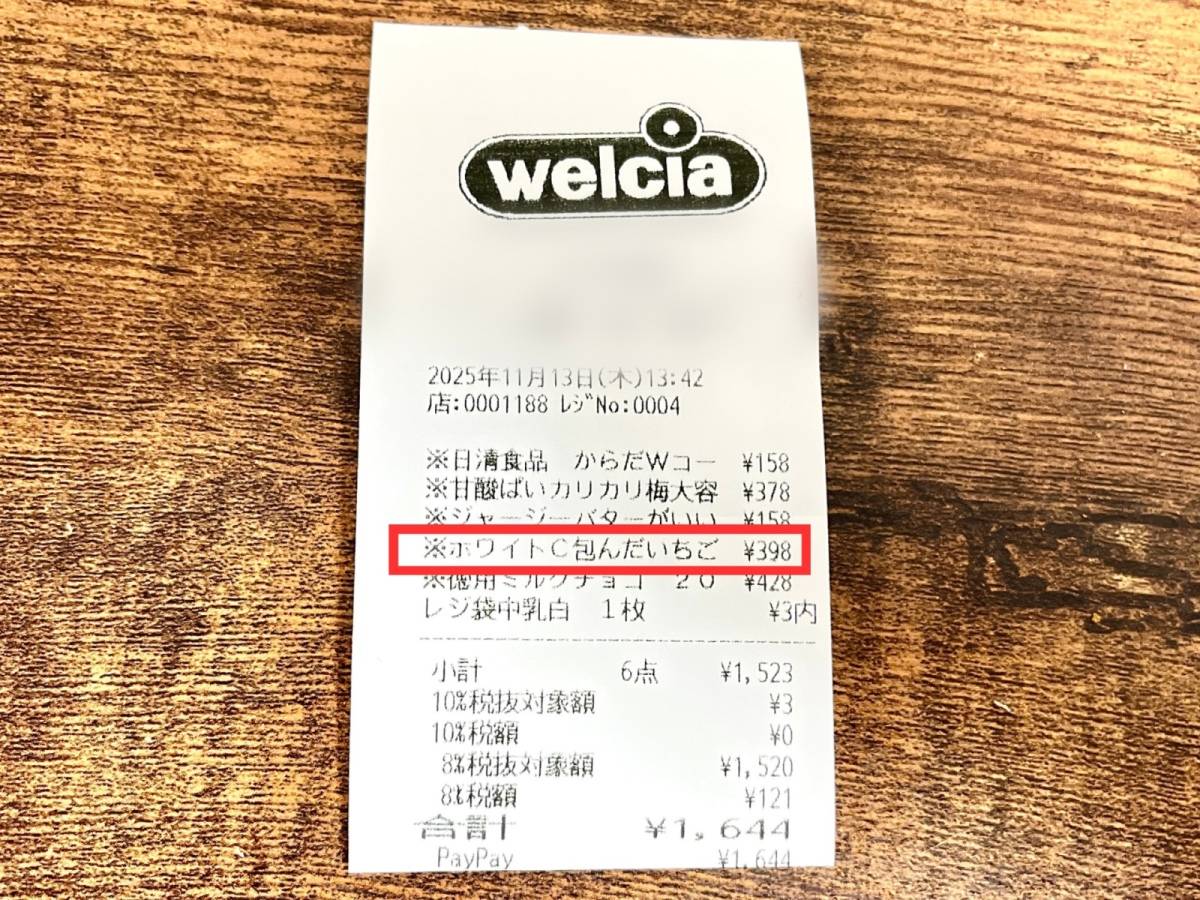 welcia
2025年11月13日(木)13:42
店:0001188 ﾚｼﾞNo:0004
※日清食品 からだWコー ¥158
※甘酸ぱいカリカリ梅大容 ¥378
※ジャージーバターがいい ¥158
※ホワイトC包んだいちご ¥398
※徳用ミルクチョコ 20 ¥428
レジ袋中乳白 1枚 ¥3内
小計 6点 ¥1,523
10%税抜対象額 ¥3
10%税額 ¥0
8%税抜対象額 ¥1,520
8%税額 ¥121
合計 ¥1,644
PayPay ¥1,644